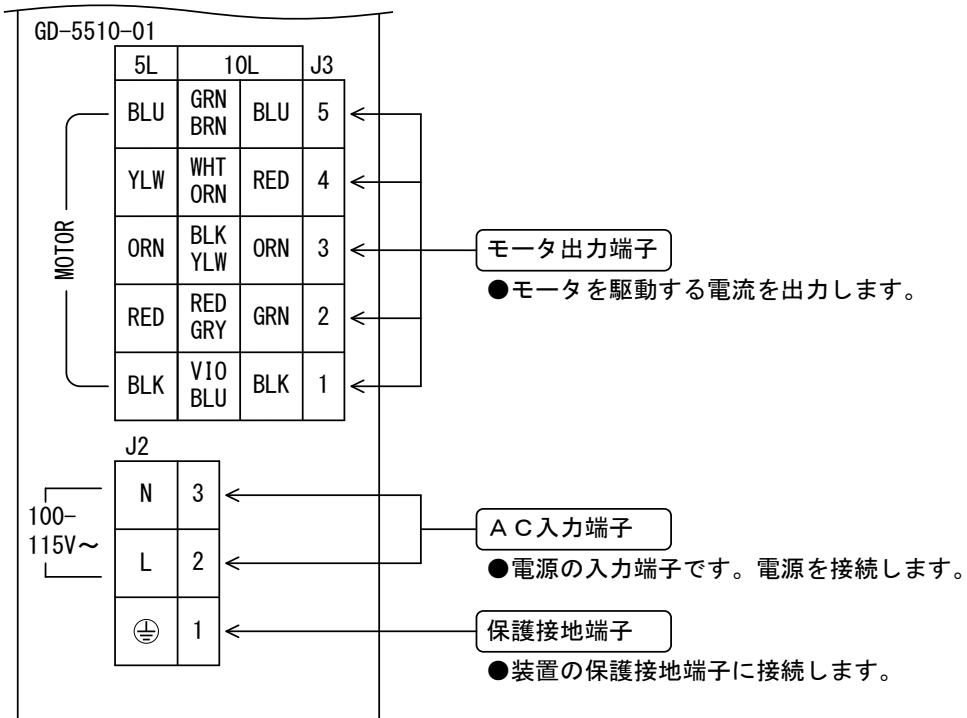 GD-5510-01
5L 10L J3
BLU GRN BRN BLU 5
YLW WHT ORN RED 4
ORN BLK YLW ORN 3
RED RED GRY GRN 2
BLK VIO BLU BLK 1
MOTOR
モータ出力端子
●モータを駆動する電流を出力します。
J2
N 3
L 2
1
100-
115V～
ＡＣ入力端子
●電源の入力端子です。電源を接続します。
保護接地端子
●装置の保護接地端子に接続します。